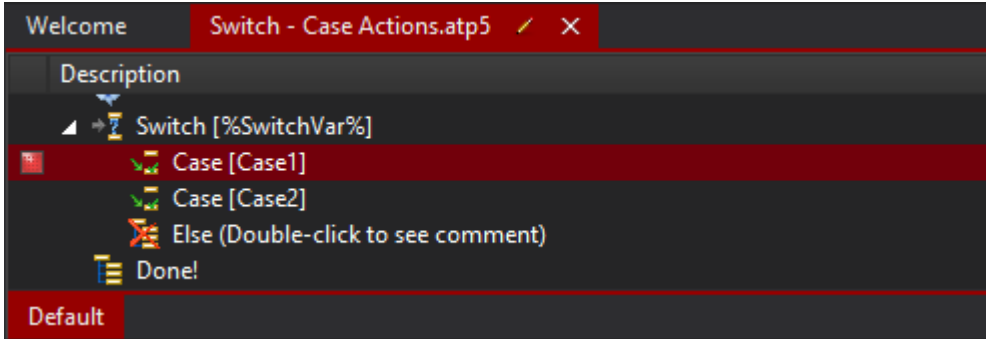 Welcome Switch - Case Actions.atp5
Description
Switch [%SwitchVar%]
Case [Case1]
Case [Case2]
Else (Double-click to see comment)
Done!
Default